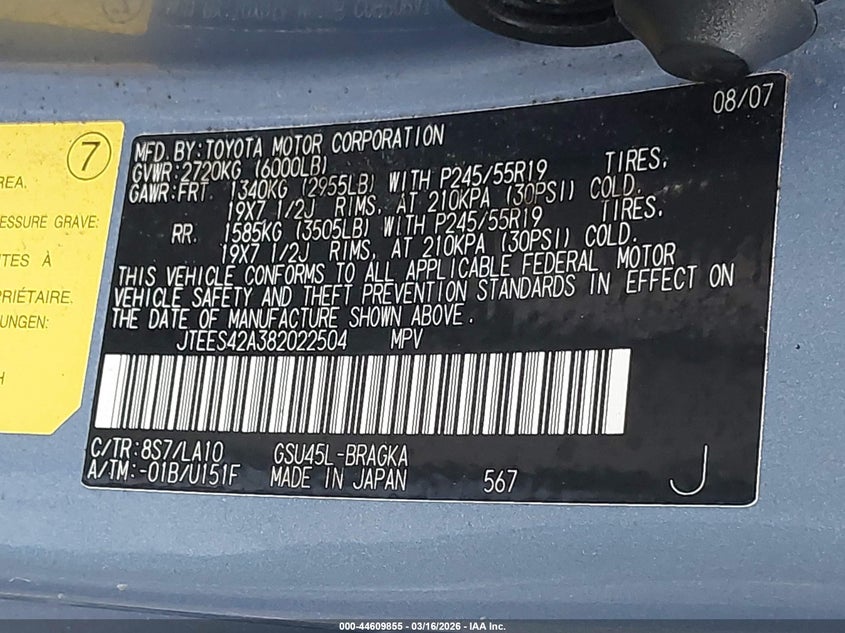 08/07
MFD. BY: TOYOTA MOTOR CORPORATION
GVWR: 2720KG (6000LB)
GAWR: FRT. 1340KG (2955LB) WITH P245/55R19 TIRES,
19X7 1/2J RIMS, AT 210KPA (30PSI) COLD.
RR. 1585KG (3505LB) WITH P245/55R19 TIRES,
19X7 1/2J RIMS, AT 210KPA (30PSI) COLD.
THIS VEHICLE CONFORMS TO ALL APPLICABLE FEDERAL MOTOR
VEHICLE SAFETY AND THEFT PREVENTION STANDARDS IN EFFECT ON
THE DATE OF MANUFACTURE SHOWN ABOVE.
JTEES42A382022504 MPV
C/TR: 8S7/LA10 GSU45L-BRAGKA
A/TM: -01B/U151F MADE IN JAPAN 567 J
7
REA.
ESSURE GRAVE:
TES À
PRIÉTAIRE.
UNGEN:
H
000-44609855 - 03/16/2026 - IAA Inc.